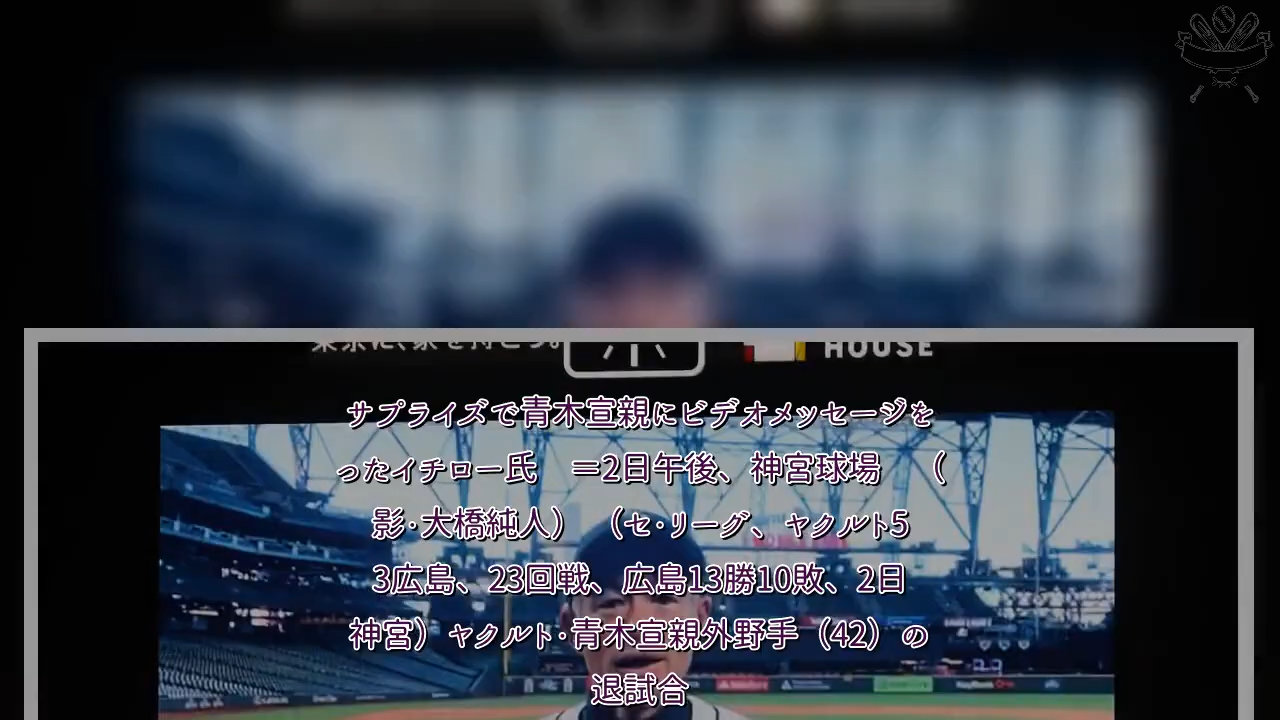 HOUSE
サプライズで青木宣親にビデオメッセージを
ったイチロー氏　＝2日午後、神宮球場　（
影・大橋純人）　（セ・リーグ、ヤクルト5
3広島、23回戦、広島13勝10敗、2日
神宮）ヤクルト・青木宣親外野手（42）の
退試合